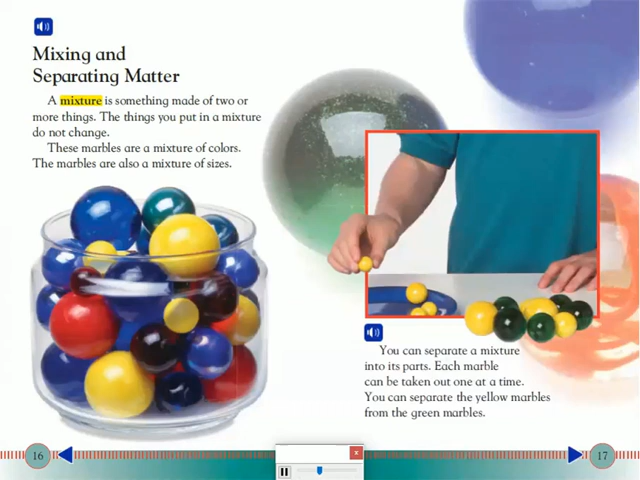 Mixing and
Separating Matter
A mixture is something made of two or
more things. The things you put in a mixture
do not change.
These marbles are a mixture of colors.
The marbles are also a mixture of sizes.
You can separate a mixture
into its parts. Each marble
can be taken out one at a time.
You can separate the yellow marbles
from the green marbles.
16
17